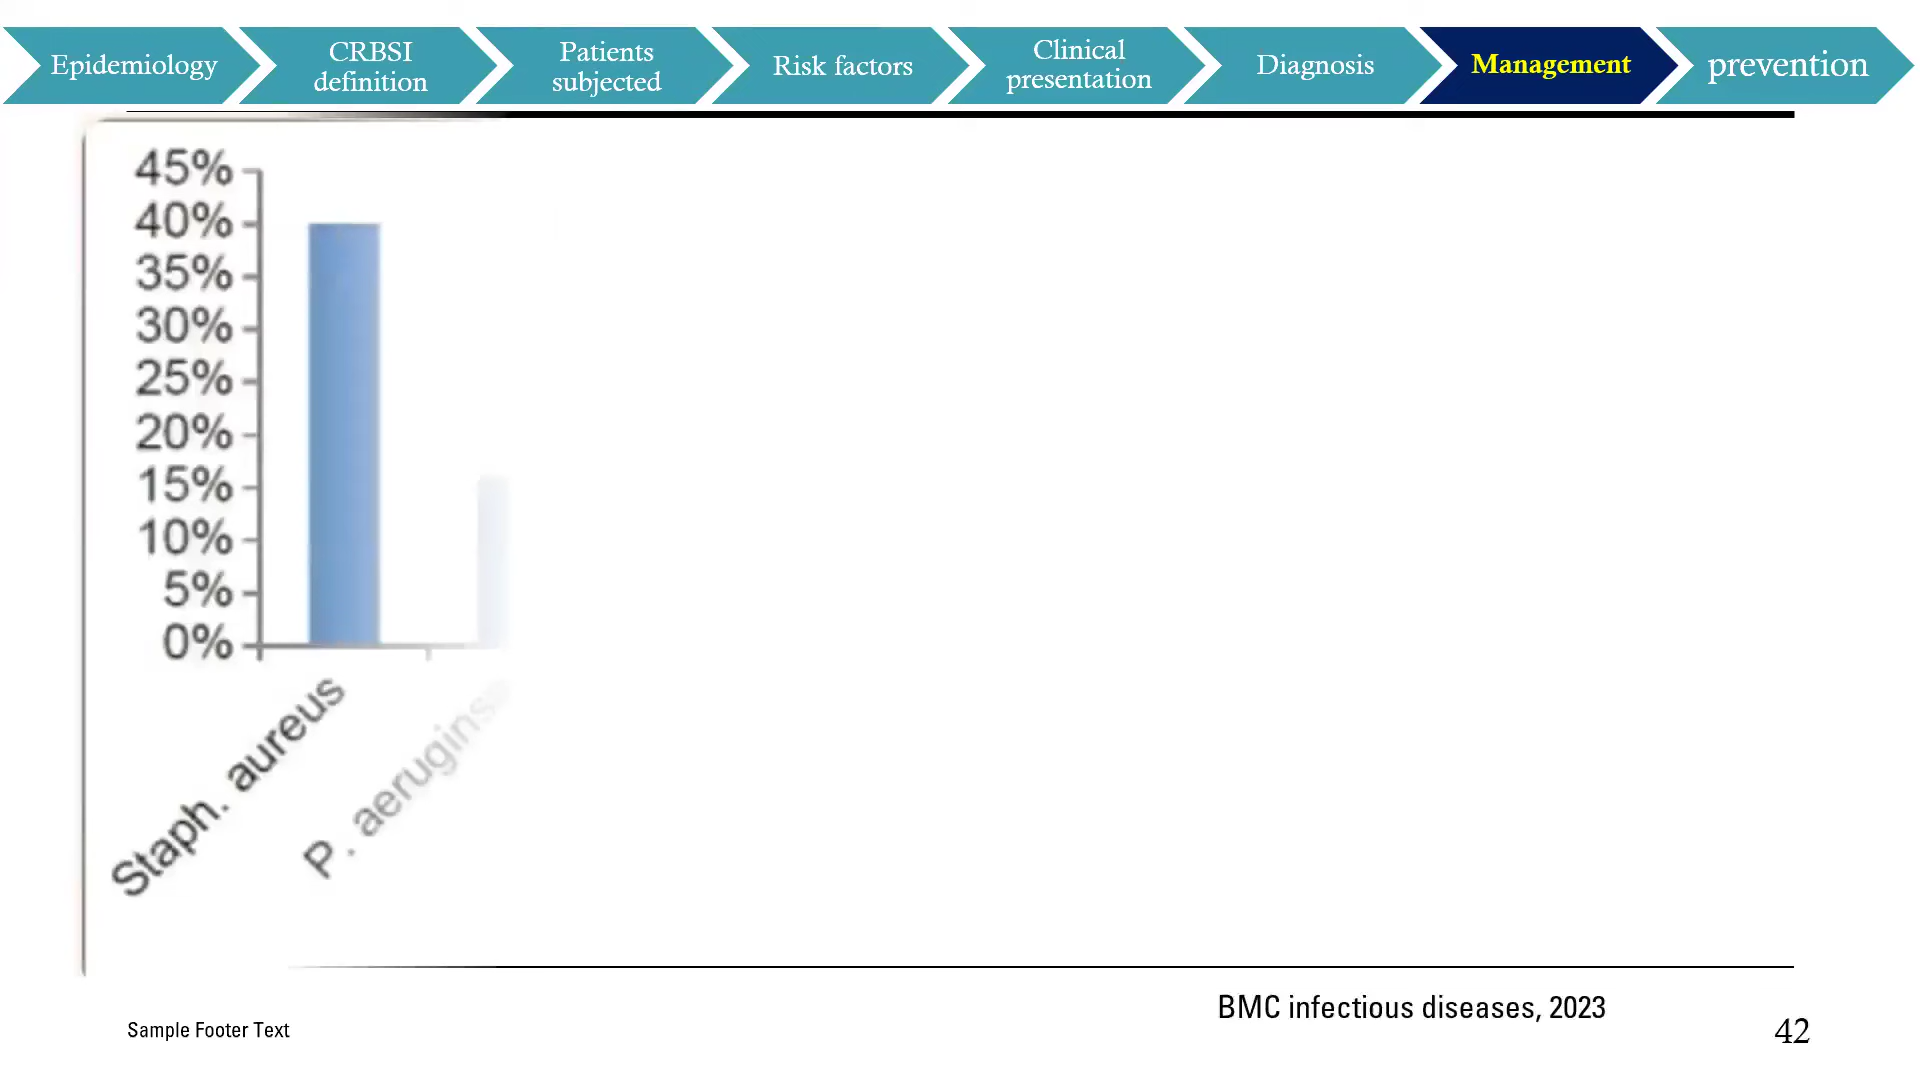 Epidemiology
CRBSI
definition
Patients
subjected
Risk factors
Clinical
presentation
Diagnosis
Management
prevention
45%
40%
35%
30%
25%
20%
15%
10%
5%
0%
Staph. aureus
P. aerugins
BMC infectious diseases, 2023
Sample Footer Text
42